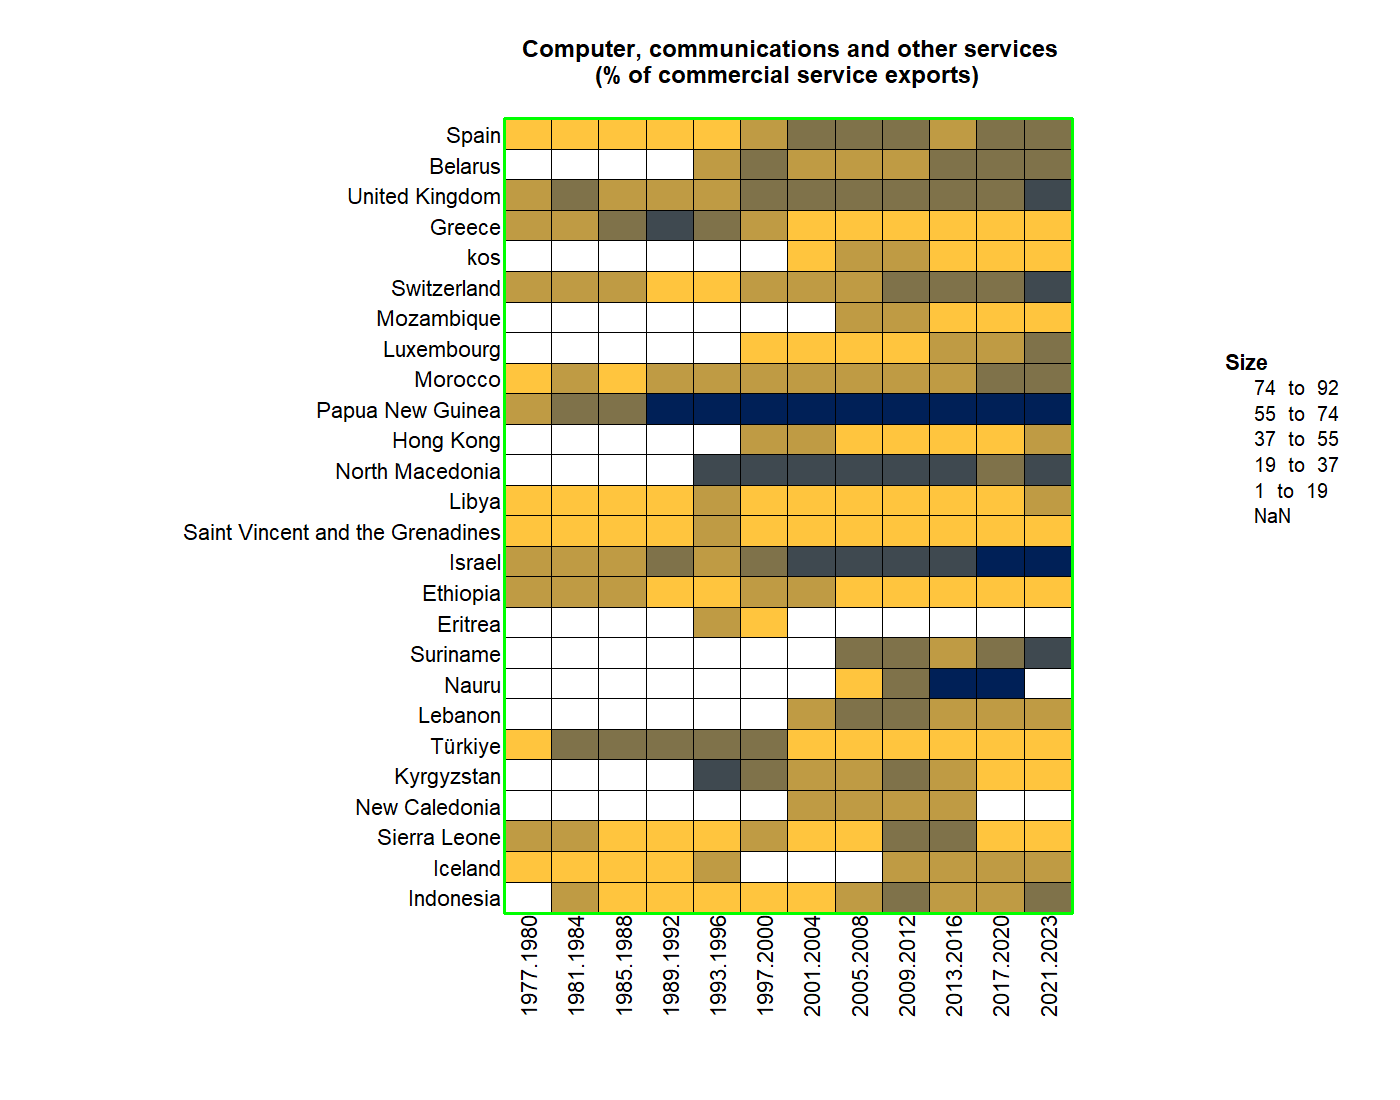 Computer, communications and other services
(% of commercial service exports)
Spain
Belarus
United Kingdom
Greece
kos
Switzerland
Mozambique
Luxembourg
Morocco
Papua New Guinea
Hong Kong
North Macedonia
Libya
Saint Vincent and the Grenadines
Israel
Ethiopia
Eritrea
Suriname
Nauru
Lebanon
Türkiye
Kyrgyzstan
New Caledonia
Sierra Leone
Iceland
Indonesia
1977.1980
1981.1984
1985.1988
1989.1992
1993.1996
1997.2000
2001.2004
2005.2008
2009.2012
2013.2016
2017.2020
2021.2023
Size
74 to 92
55 to 74
37 to 55
19 to 37
1 to 19
NaN